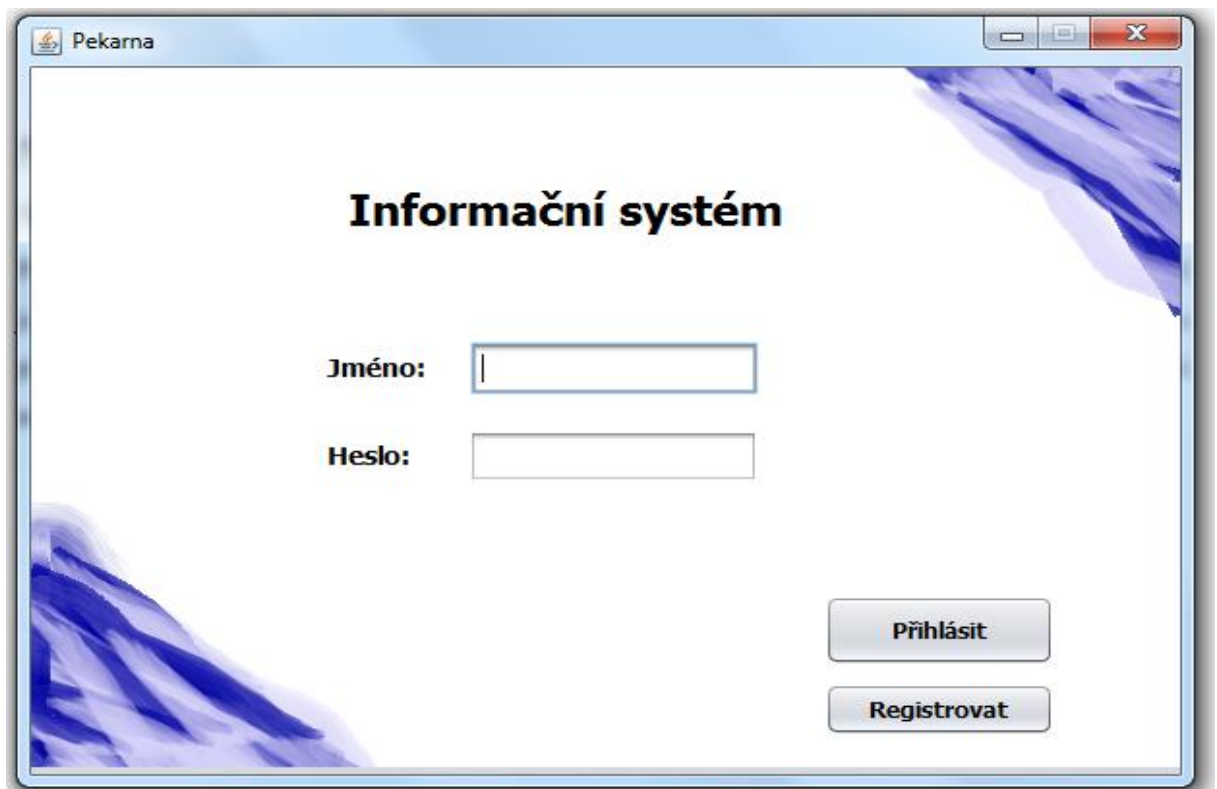 Pekarna
Informační systém
Jméno:
Heslo:
Přihlásit
Registrovat